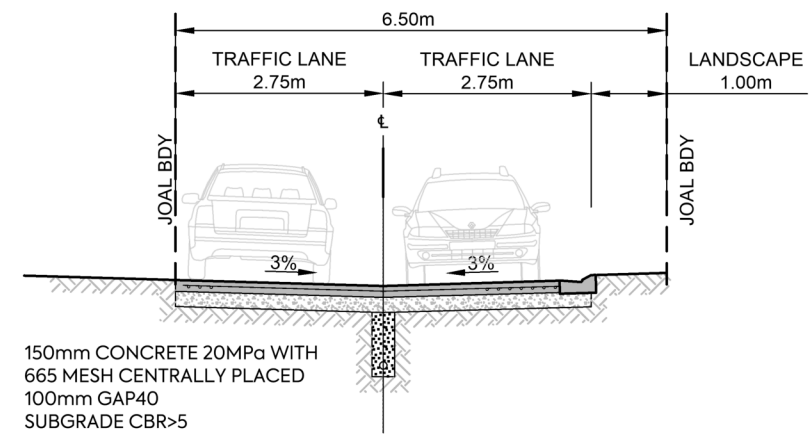 6.50m
TRAFFIC LANE
2.75m
TRAFFIC LANE
2.75m
LANDSCAPE
1.00m
℄
JOAL BDY
JOAL BDY
3%
3%
150mm CONCRETE 20MPa WITH
665 MESH CENTRALLY PLACED
100mm GAP40
SUBGRADE CBR>5